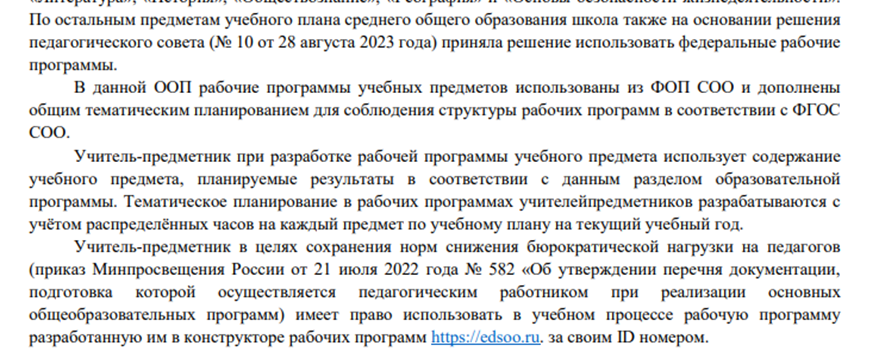 «Литература», «История», «Обществознание», «География» и «Основы безопасности жизнедеятельности».
По остальным предметам учебного плана среднего общего образования школа также на основании решения
педагогического совета (№ 10 от 28 августа 2023 года) приняла решение использовать федеральные рабочие
программы.
В данной ООП рабочие программы учебных предметов использованы из ФОП СОО и дополнены
общим тематическим планированием для соблюдения структуры рабочих программ в соответствии с ФГОС
СОО.
Учитель-предметник при разработке рабочей программы учебного предмета использует содержание
учебного предмета, планируемые результаты в соответствии с данным разделом образовательной
программы. Тематическое планирование в рабочих программах учителейпредметников разрабатываются с
учётом распределённых часов на каждый предмет по учебному плану на текущий учебный год.
Учитель-предметник в целях сохранения норм снижения бюрократической нагрузки на педагогов
(приказ Минпросвещения России от 21 июля 2022 года № 582 «Об утверждении перечня документации,
подготовка которой осуществляется педагогическим работником при реализации основных
общеобразовательных программ) имеет право использовать в учебном процессе рабочую программу
разработанную им в конструкторе рабочих программ https://edsoo.ru. за своим ID номером.